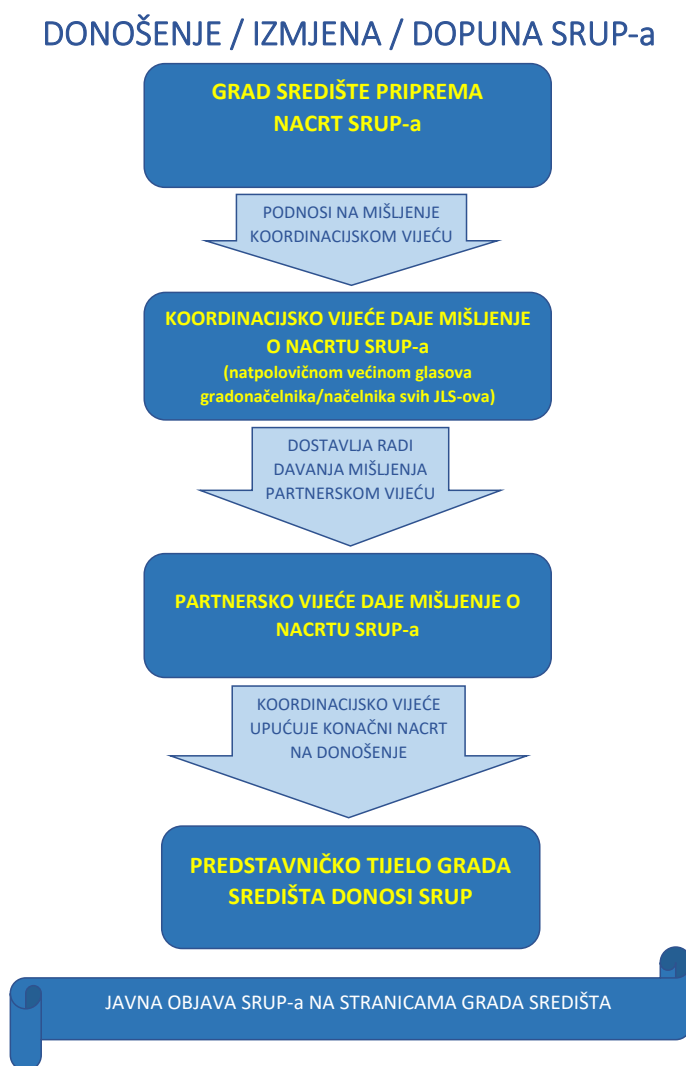 DONOŠENJE / IZMJENA / DOPUNA SRUP-a
GRAD SREDIŠTE PRIPREMA
NACRT SRUP-a
PODNOSI NA MIŠLJENJE
KOORDINACIJSKOM VIJEĆU
KOORDINACIJSKO VIJEĆE DAJE MIŠLJENJE
O NACRTU SRUP-a
(natpolovičnom većinom glasova
gradonačelnika/načelnika svih JLS-ova)
DOSTAVLJA RADI
DAVANJA MIŠLJENJA
PARTNERSKOM VIJEĆU
PARTNERSKO VIJEĆE DAJE MIŠLJENJE O
NACRTU SRUP-a
KOORDINACIJSKO VIJEĆE
UPUĆUJE KONAČNI NACRT
NA DONOŠENJE
PREDSTAVNIČKO TIJELO GRADA
SREDIŠTA DONOSI SRUP
JAVNA OBJAVA SRUP-a NA STRANICAMA GRADA SREDIŠTA